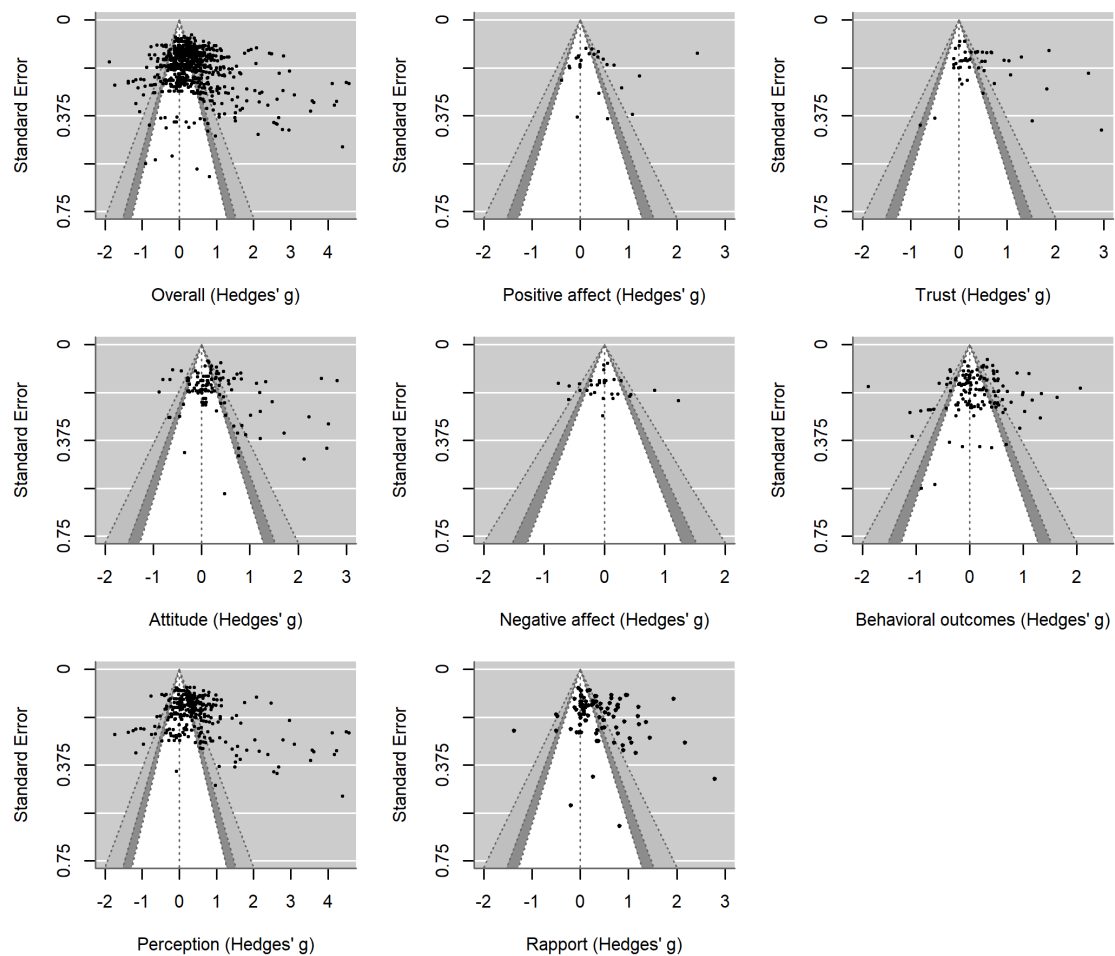 Standard Error
0
0.375
0.75
-2 -1 0 1 2 3 4
Overall (Hedges' g)
Standard Error
0
0.375
0.75
-2 -1 0 1 2 3
Positive affect (Hedges' g)
Standard Error
0
0.375
0.75
-2 -1 0 1 2 3
Trust (Hedges' g)
Standard Error
0
0.375
0.75
-2 -1 0 1 2 3
Attitude (Hedges' g)
Standard Error
0
0.375
0.75
-2 -1 0 1 2
Negative affect (Hedges' g)
Standard Error
0
0.375
0.75
-2 -1 0 1 2
Behavioral outcomes (Hedges' g)
Standard Error
0
0.375
0.75
-2 -1 0 1 2 3 4
Perception (Hedges' g)
Standard Error
0
0.375
0.75
-2 -1 0 1 2 3
Rapport (Hedges' g)